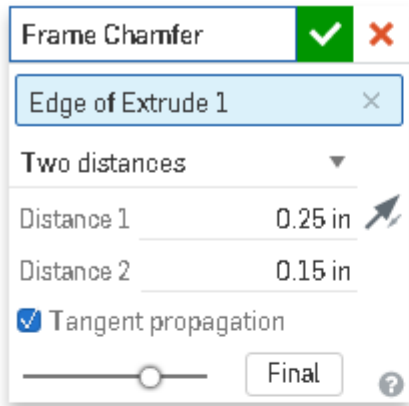 Frame Chamfer
Edge of Extrude 1
Two distances
Distance 1 0.25 in
Distance 2 0.15 in
Tangent propagation
Final